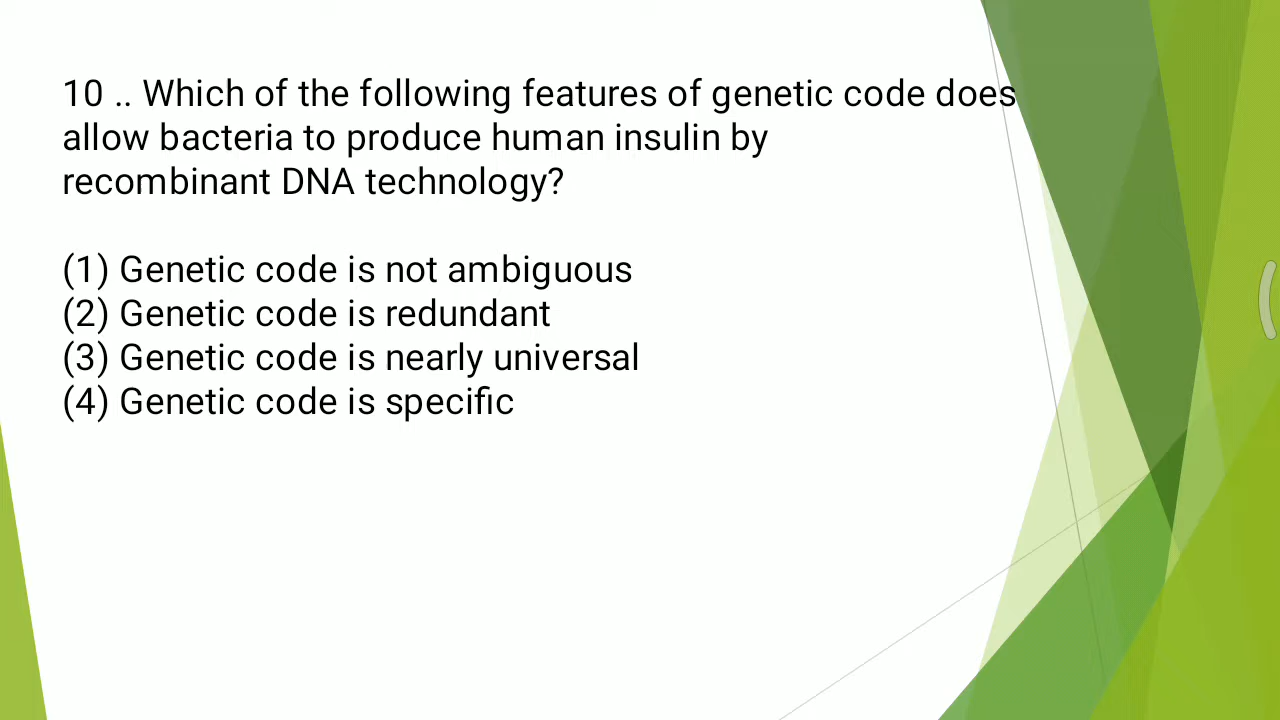 10 .. Which of the following features of genetic code does
allow bacteria to produce human insulin by
recombinant DNA technology?
(1) Genetic code is not ambiguous
(2) Genetic code is redundant
(3) Genetic code is nearly universal
(4) Genetic code is specific